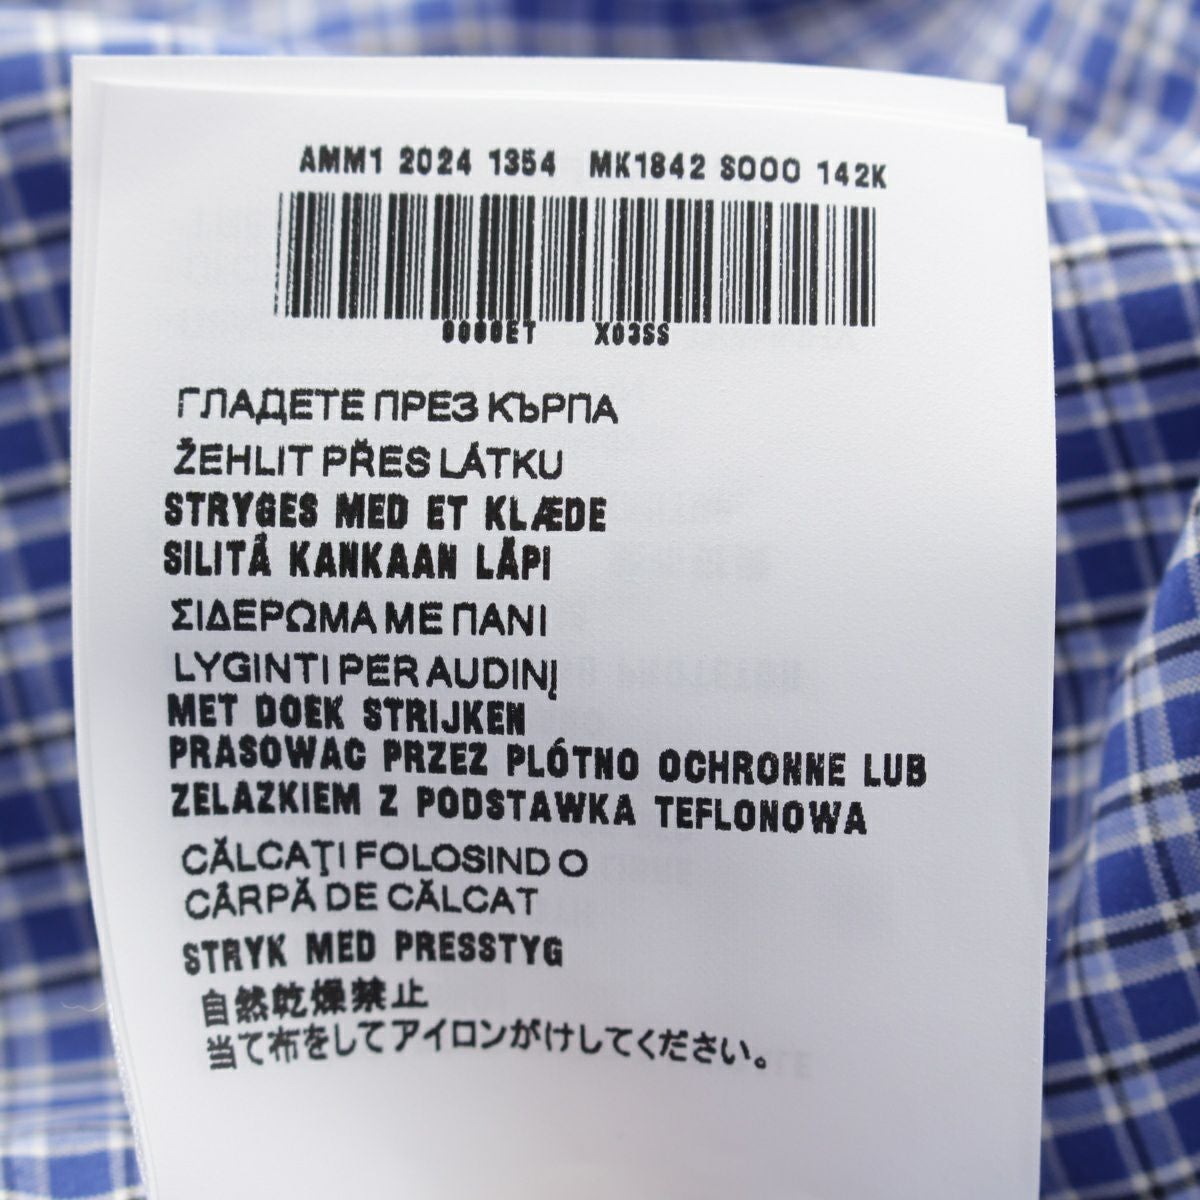 AMM1 2024 1354 MK1842 S000 142K
0000ET X03SS
ГЛАДЕТЕ ПРЕЗ КЪРПА
ŽEHLIT PŘES LÁTKU
STRYGES MED ET KLÆDE
SILITÅ KANKAAN LÄPI
ΣΙΔΕΡΩΜΑ ΜΕ ΠΑΝΙ
LYGINTI PER AUDINĮ
MET DOEK STRIJKEN
PRASOWAC PRZEZ PLÓTNO OCHRONNE LUB
ZELAZKIEM Z PODSTAWKA TEFLONOWA
CĂLCAŢI FOLOSIND O
CÂRPĂ DE CĂLCAT
STRYK MED PRESSTYG
自然乾燥禁止
当て布をしてアイロンがけしてください。